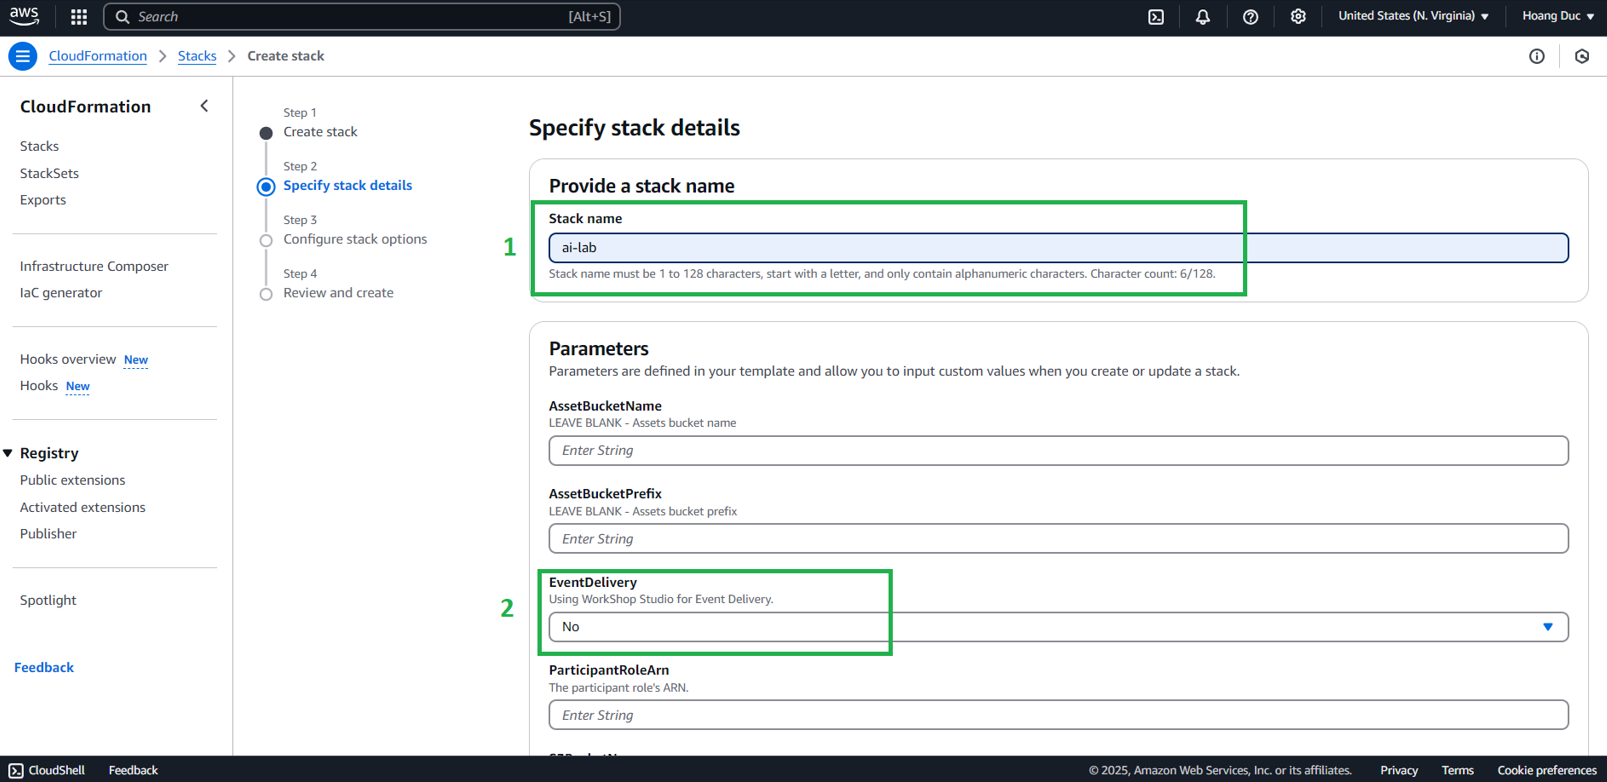 aws
Search [Alt+S]
United States (N. Virginia)
Hoang Duc
CloudFormation
Stacks
Create stack
CloudFormation
Stacks
StackSets
Exports
Infrastructure Composer
IaC generator
Hooks overview New
Hooks New
Registry
Public extensions
Activated extensions
Publisher
Spotlight
Feedback
Step 1
Create stack
Step 2
Specify stack details
Step 3
Configure stack options
Step 4
Review and create
Specify stack details
Provide a stack name
1
Stack name
ai-lab
Stack name must be 1 to 128 characters, start with a letter, and only contain alphanumeric characters. Character count: 6/128.
Parameters
Parameters are defined in your template and allow you to input custom values when you create or update a stack.
AssetBucketName
LEAVE BLANK - Assets bucket name
Enter String
AssetBucketPrefix
LEAVE BLANK - Assets bucket prefix
Enter String
2
EventDelivery
Using WorkShop Studio for Event Delivery.
No
ParticipantRoleArn
The participant role's ARN.
Enter String
CloudShell
Feedback
© 2025, Amazon Web Services, Inc. or its affiliates.
Privacy
Terms
Cookie preferences